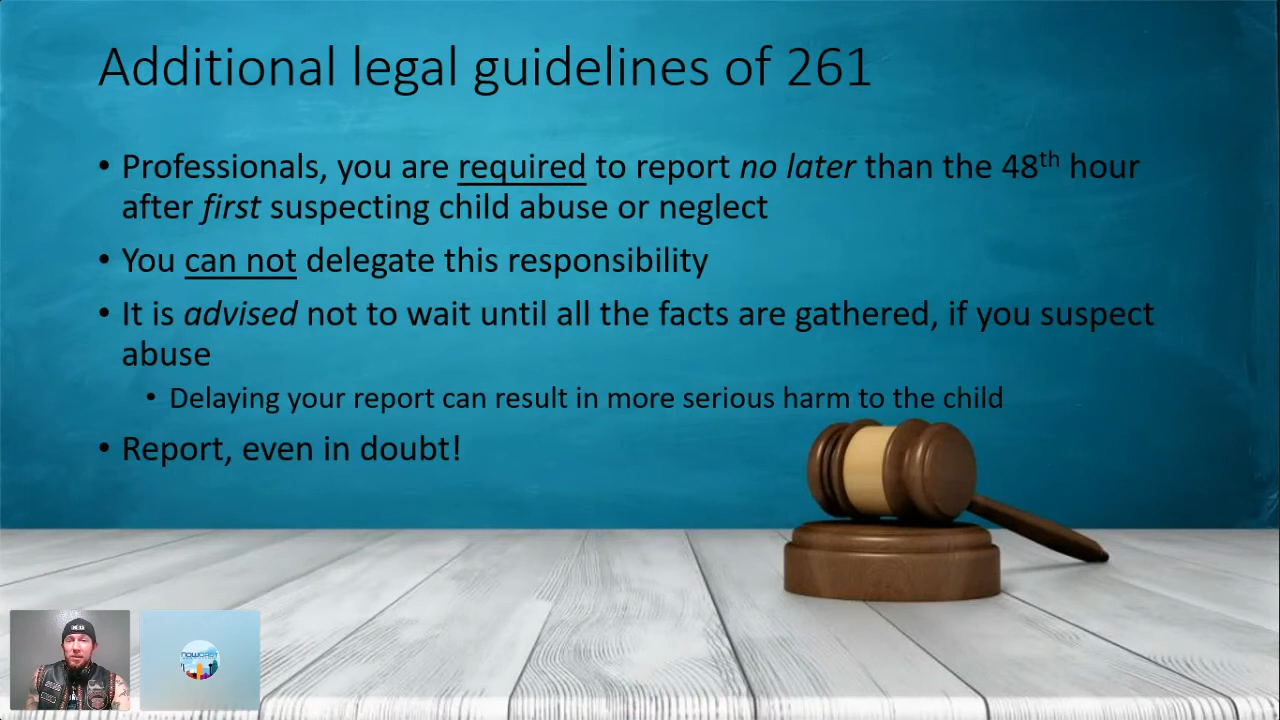 Additional legal guidelines of 261
• Professionals, you are required to report no later than the 48th hour
after first suspecting child abuse or neglect
• You can not delegate this responsibility
• It is advised not to wait until all the facts are gathered, if you suspect
abuse
• Delaying your report can result in more serious harm to the child
• Report, even in doubt!
NOWCAST